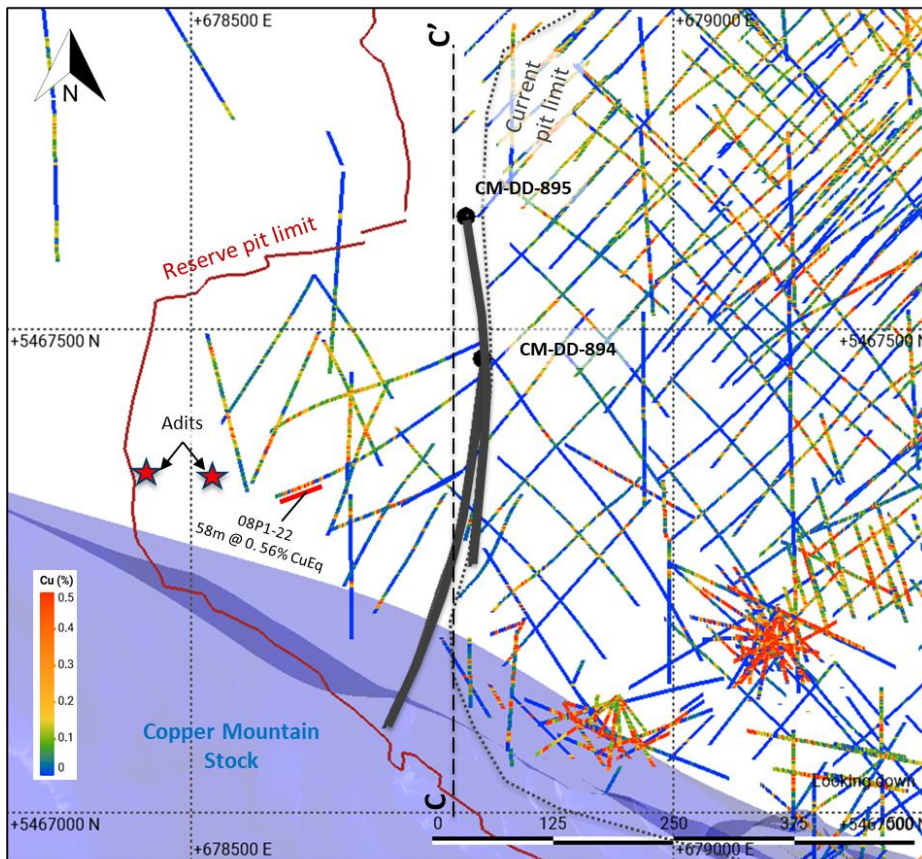 +678500 E
+679000 E
C'
N
Current
pit limit
CM-DD-895
Reserve pit limit
+5467500 N
+5467500 N
CM-DD-894
Adits
08P1-22
58m @ 0.56% CuEq
Cu (%)
0.5
0.4
0.3
0.2
0.1
0
Copper Mountain
Stock
Looking down
C
+5467000 N
0
125
250
375
500
+678500 E
+679000 E